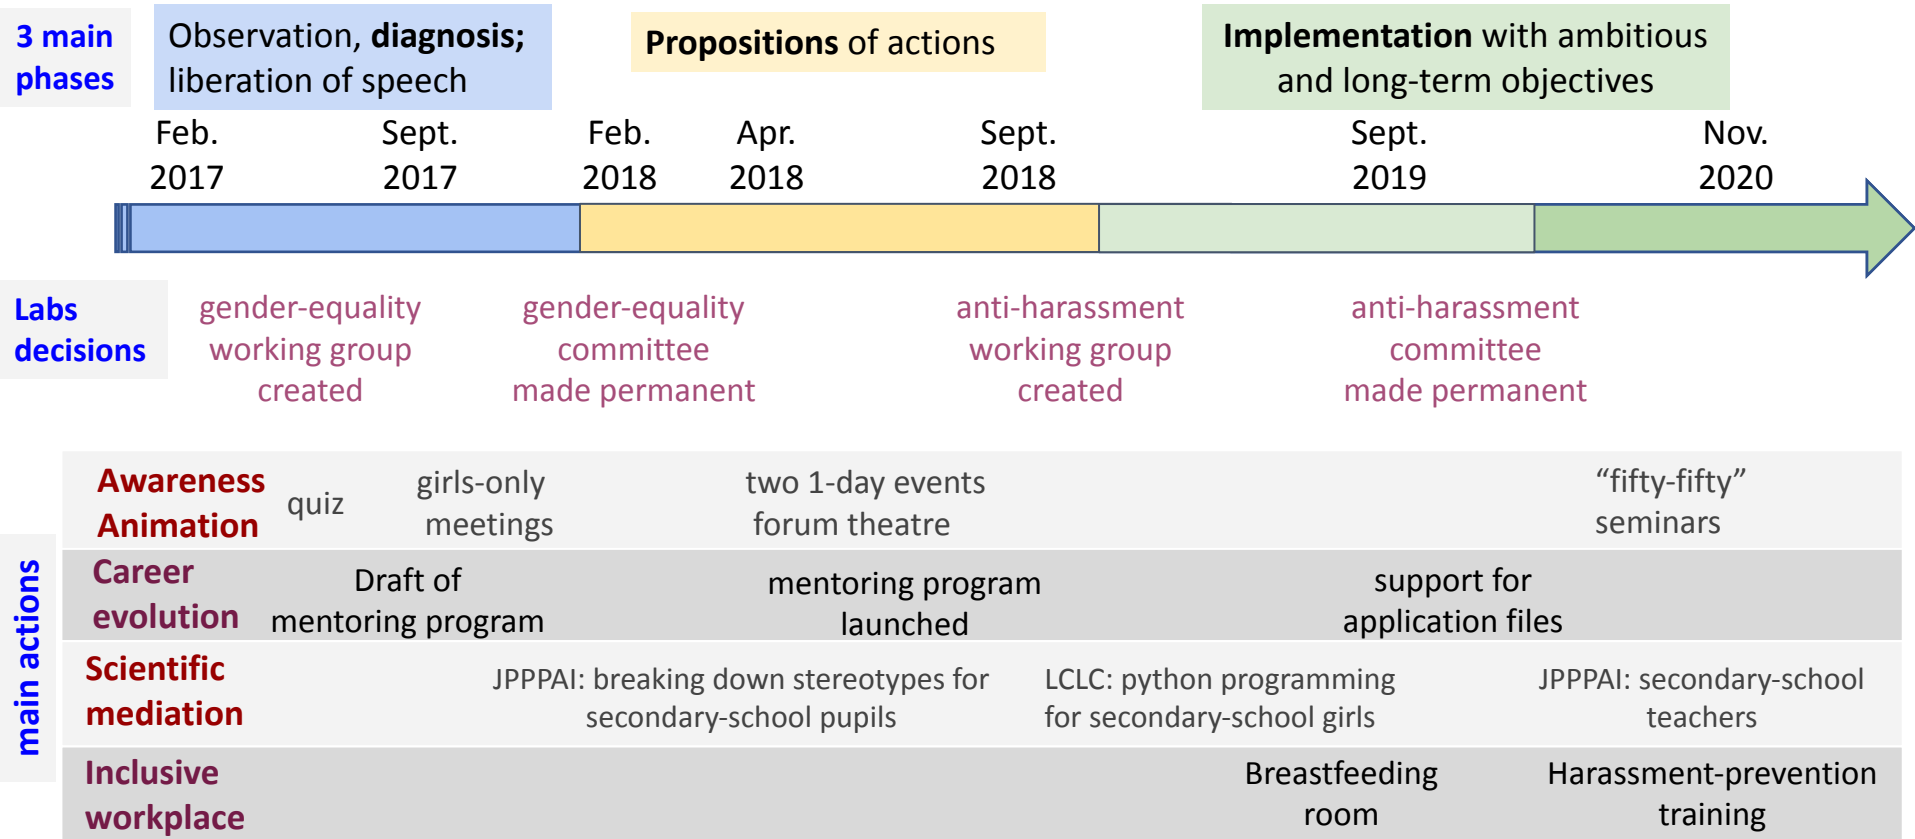 3 main
phases
Observation, diagnosis;
liberation of speech
Propositions of actions
Implementation with ambitious
and long-term objectives
Feb.
2017
Sept.
2017
Feb.
2018
Apr.
2018
Sept.
2018
Sept.
2019
Nov.
2020
Labs
decisions
gender-equality
working group
created
gender-equality
committee
made permanent
anti-harassment
working group
created
anti-harassment
committee
made permanent
main actions
Awareness
Animation
quiz
girls-only
meetings
two 1-day events
forum theatre
“fifty-fifty”
seminars
Career
evolution
Draft of
mentoring program
mentoring program
launched
support for
application files
Scientific
mediation
JPPPAI: breaking down stereotypes for
secondary-school pupils
LCLC: python programming
for secondary-school girls
JPPPAI: secondary-school
teachers
Inclusive
workplace
Breastfeeding
room
Harassment-prevention
training